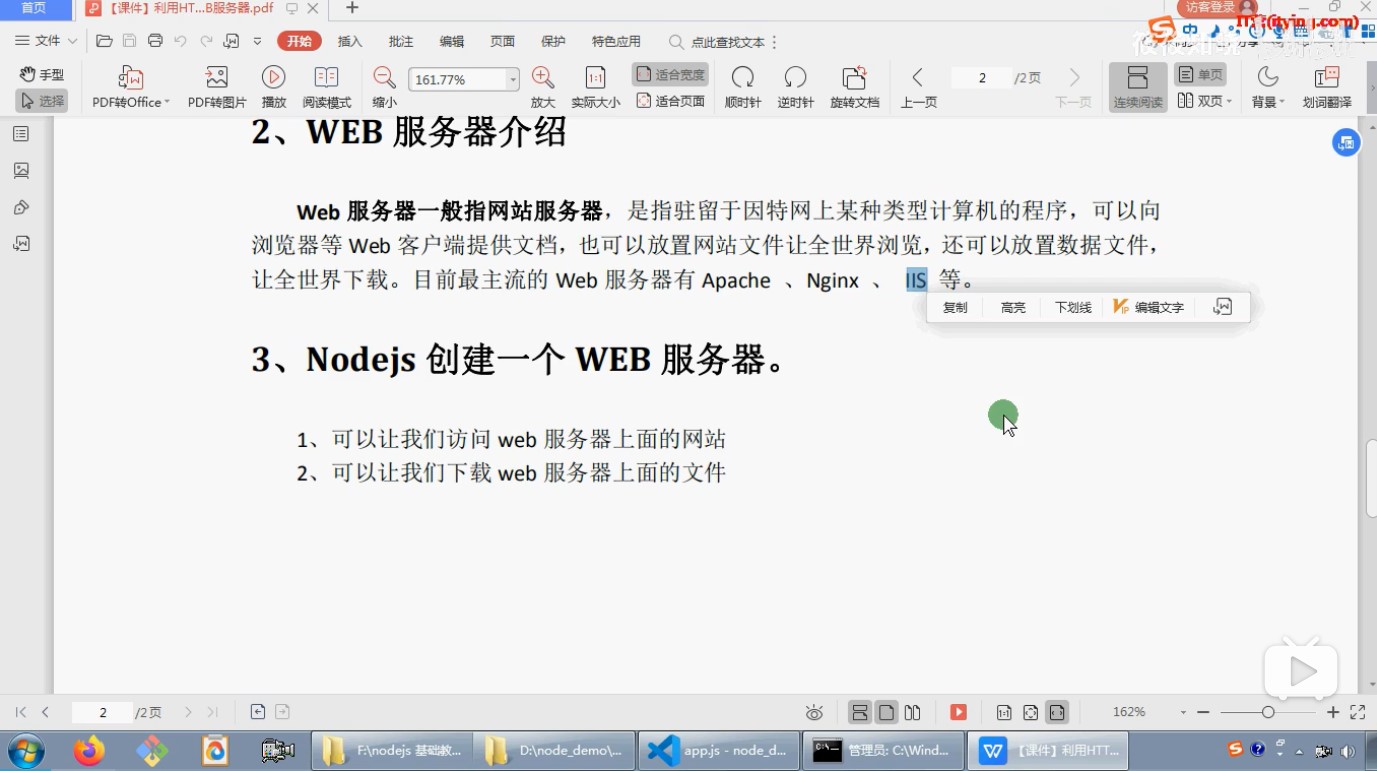 首页
【课件】利用HT...B服务器.pdf
访客登录
文件
开始
插入
批注
编辑
页面
保护
特色应用
点此查找文本
手型
选择
PDF转Office
PDF转图片
播放
阅读模式
缩小
161.77%
放大
实际大小
适合宽度
适合页面
顺时针
逆时针
旋转文档
上一页
2
/2页
下一页
连续阅读
单页
双页
背景
划词翻译
2、WEB 服务器介绍
Web 服务器一般指网站服务器，是指驻留于因特网上某种类型计算机的程序，可以向
浏览器等 Web 客户端提供文档，也可以放置网站文件让全世界浏览，还可以放置数据文件，
让全世界下载。目前最主流的 Web 服务器有 Apache 、Nginx 、 IIS 等。
复制
高亮
下划线
编辑文字
3、Nodejs 创建一个 WEB 服务器。
1、可以让我们访问 web 服务器上面的网站
2、可以让我们下载 web 服务器上面的文件
2
/2页
162%
F:\nodejs 基础教...
D:\node_demo\...
app.js - node_d...
管理员: C:\Wind...
【课件】利用HTT...